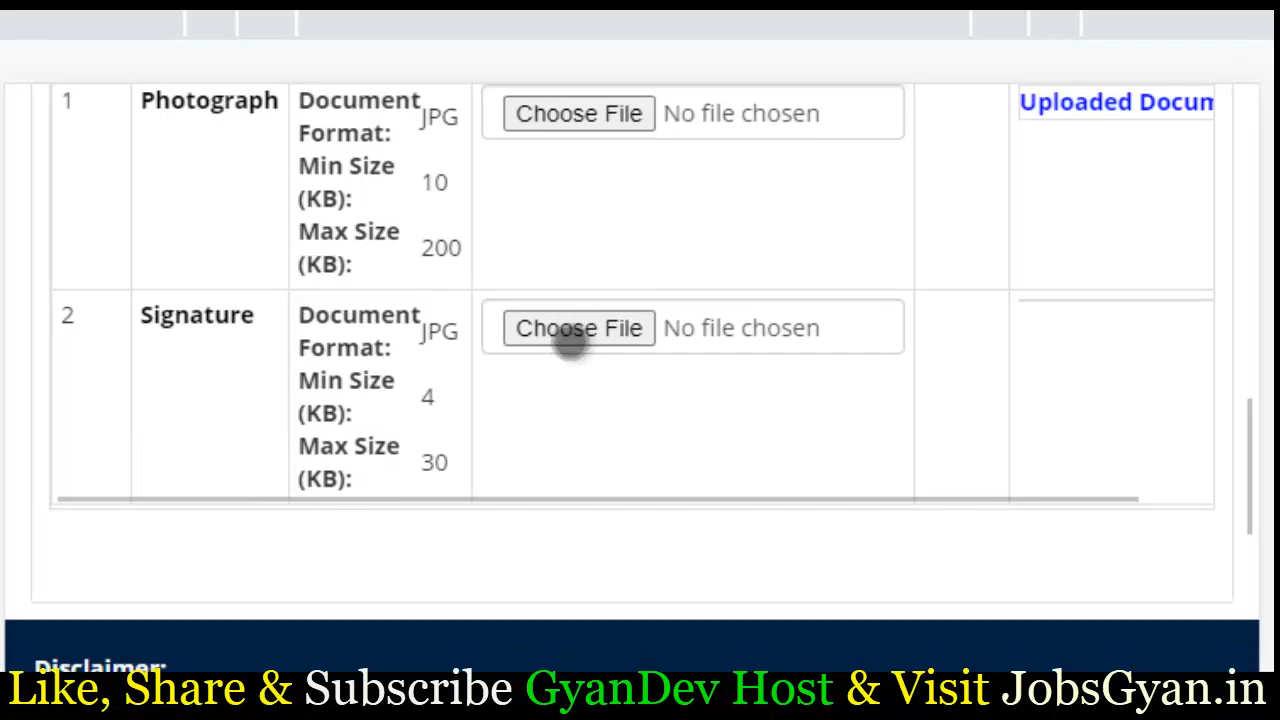 1 Photograph Document Format: JPG Choose File No file chosen Uploaded Docum
Min Size (KB): 10
Max Size (KB): 200
2 Signature Document Format: JPG Choose File No file chosen
Min Size (KB): 4
Max Size (KB): 30
Disclaimer:
Like, Share & Subscribe GyanDev Host & Visit JobsGyan.in